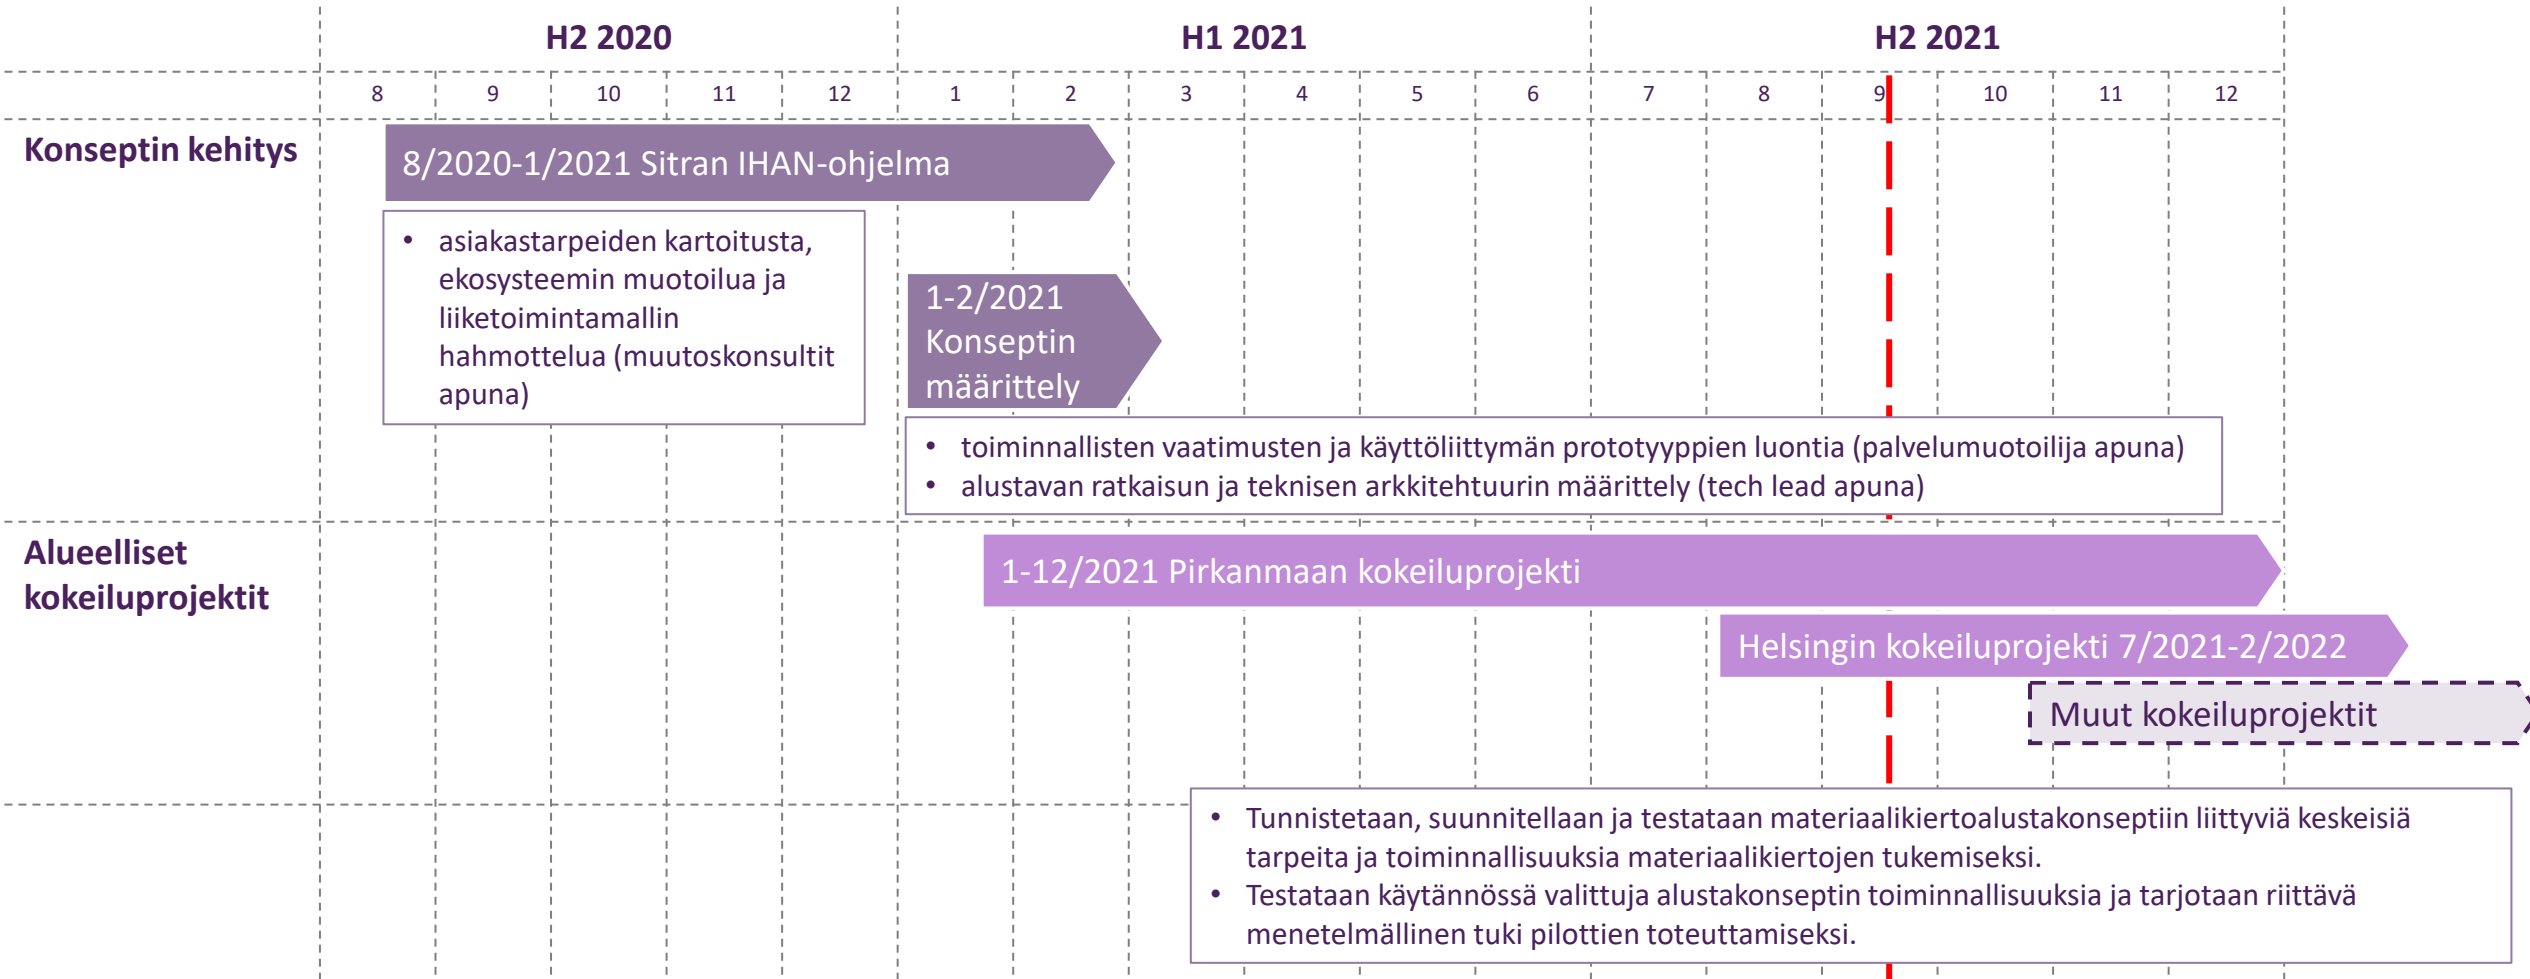 H2 2020 H1 2021 H2 2021
8 9 10 11 12 1 2 3 4 5 6 7 8 9 10 11 12
Konseptin kehitys
8/2020-1/2021 Sitran IHAN-ohjelma
• asiakastarpeiden kartoitusta,
ekosysteemin muotoilua ja
liiketoimintamallin
hahmottelua (muutoskonsultit
apuna)
1-2/2021
Konseptin
määrittely
• toiminnallisten vaatimusten ja käyttöliittymän prototyyppien luontia (palvelumuotoilija apuna)
• alustavan ratkaisun ja teknisen arkkitehtuurin määrittely (tech lead apuna)
Alueelliset
kokeiluprojektit
1-12/2021 Pirkanmaan kokeiluprojekti
Helsingin kokeiluprojekti 7/2021-2/2022
Muut kokeiluprojektit
• Tunnistetaan, suunnitellaan ja testataan materiaalikiertoalustakonseptiin liittyviä keskeisiä
tarpeita ja toiminnallisuuksia materiaalikiertojen tukemiseksi.
• Testataan käytännössä valittuja alustakonseptin toiminnallisuuksia ja tarjotaan riittävä
menetelmällinen tuki pilottien toteuttamiseksi.